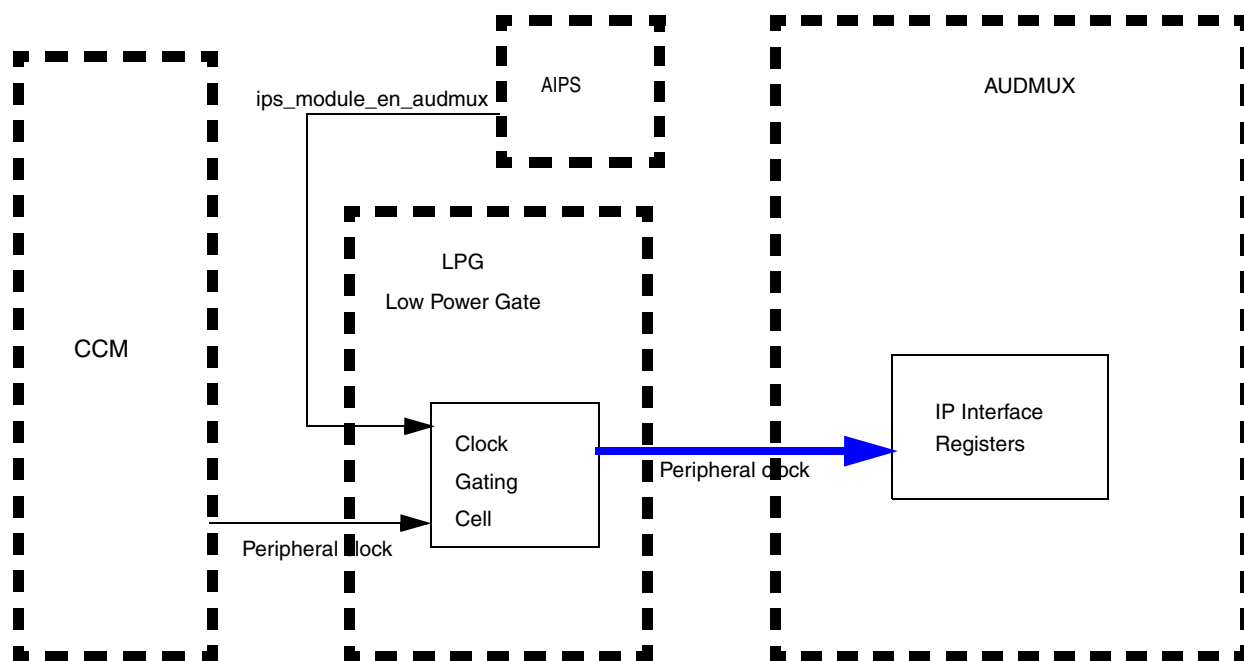 AIPS
AUDMUX
ips_module_en_audmux
LPG
Low Power Gate
CCM
IP Interface
Registers
Clock
Gating
Cell
Peripheral clock
Peripheral clock